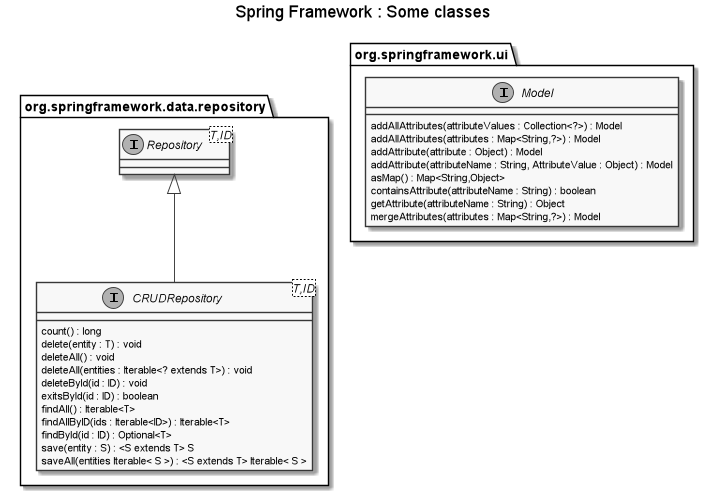 Spring Framework : Some classes
org.springframework.data.repository
T,ID
I Repository
T,ID
I CRUDRepository
count() : long
delete(entity : T) : void
deleteAll() : void
deleteAll(entities : Iterable<? extends T>) : void
deleteById(id : ID) : void
exitsById(id : ID) : boolean
findAll() : Iterable<T>
findAllByID(ids : Iterable<ID>) : Iterable<T>
findById(id : ID) : Optional<T>
save(entity : S) : <S extends T> S
saveAll(entities Iterable< S >) : <S extends T> Iterable< S >
org.springframework.ui
I Model
addAllAttributes(attributeValues : Collection<?>) : Model
addAllAttributes(attributes : Map<String,?>) : Model
addAttribute(attribute : Object) : Model
addAttribute(attributeName : String, AttributeValue : Object) : Model
asMap() : Map<String,Object>
containsAttribute(attributeName : String) : boolean
getAttribute(attributeName : String) : Object
mergeAttributes(attributes : Map<String,?>) : Model